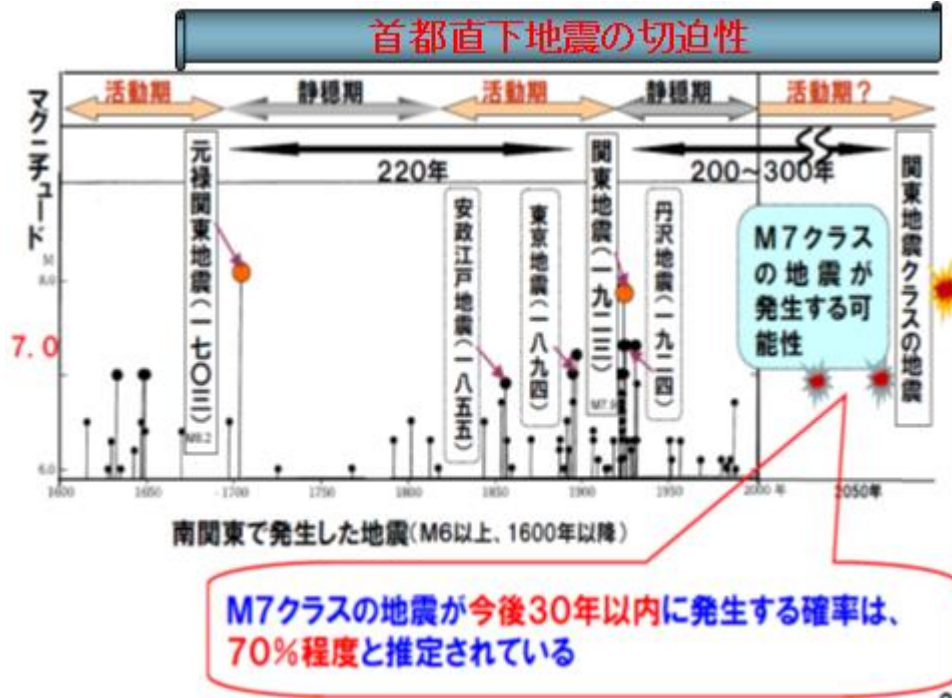 首都直下地震の切迫性
活動期
静穏期
活動期
静穏期
活動期?
マグニチュード
M
8.0
7.0
6.0
220年
200~300年
元禄関東地震(一七〇三)
M8.2
安政江戸地震(一八五五)
東京地震(一八九四)
関東地震(一九二三)
M7.9
丹沢地震(一九二四)
M7クラス
の地震が
発生する可
能性
関東地震クラスの地震
1600
1650
1700
1750
1800
1850
1900
1950
2000 年
2050年
南関東で発生した地震(M6以上、1600年以降)
M7クラスの地震が今後30年以内に発生する確率は、
70%程度と推定されている